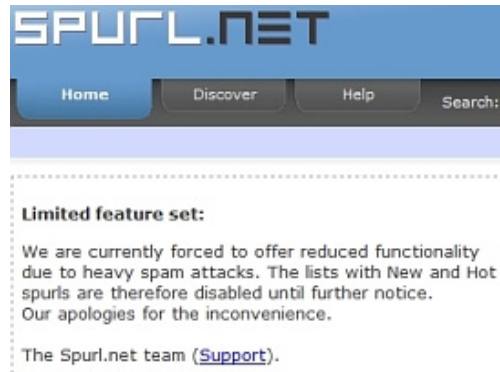 SPURL.NET
Home Discover Help Search:
Limited feature set:
We are currently forced to offer reduced functionality
due to heavy spam attacks. The lists with New and Hot
spurls are therefore disabled until further notice.
Our apologies for the inconvenience.
The Spurl.net team (Support).